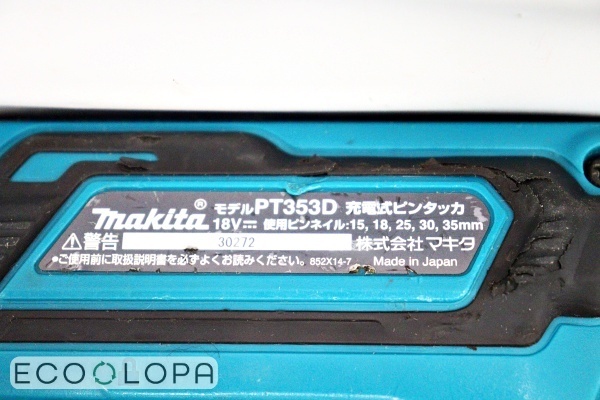 makita® モデルPT353D 充電式ピンタッカ
18V⎓ 使用ピンネイル:15, 18, 25, 30, 35mm
⚠警告 30272 株式会社 マキタ
●ご使用前に取扱説明書を必ずよくお読みください。 852X14-7 Made in Japan
ECOOLOPA